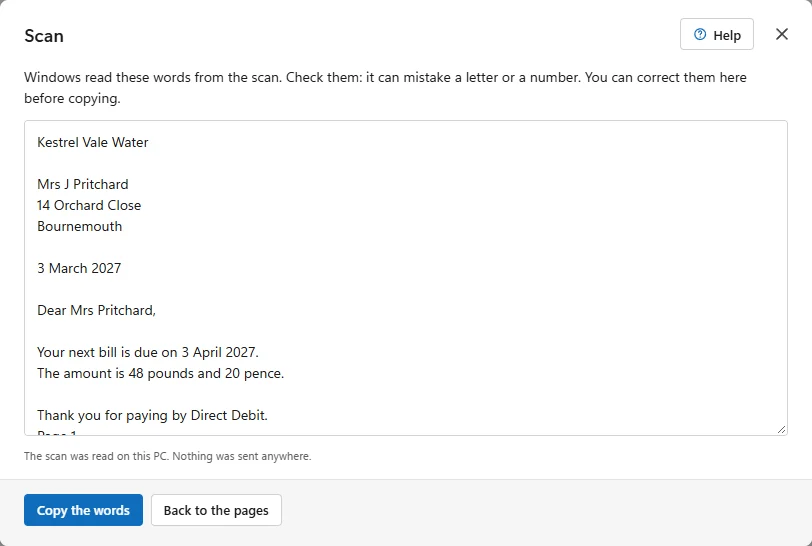 Scan
Help
Windows read these words from the scan. Check them: it can mistake a letter or a number. You can correct them here
before copying.
Kestrel Vale Water
Mrs J Pritchard
14 Orchard Close
Bournemouth
3 March 2027
Dear Mrs Pritchard,
Your next bill is due on 3 April 2027.
The amount is 48 pounds and 20 pence.
Thank you for paying by Direct Debit.
Page 1
The scan was read on this PC. Nothing was sent anywhere.
Copy the words
Back to the pages